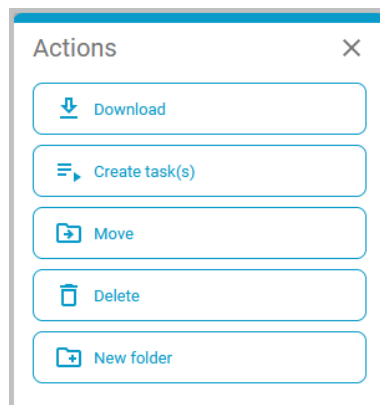 Actions
Download
Create task(s)
Move
Delete
New folder